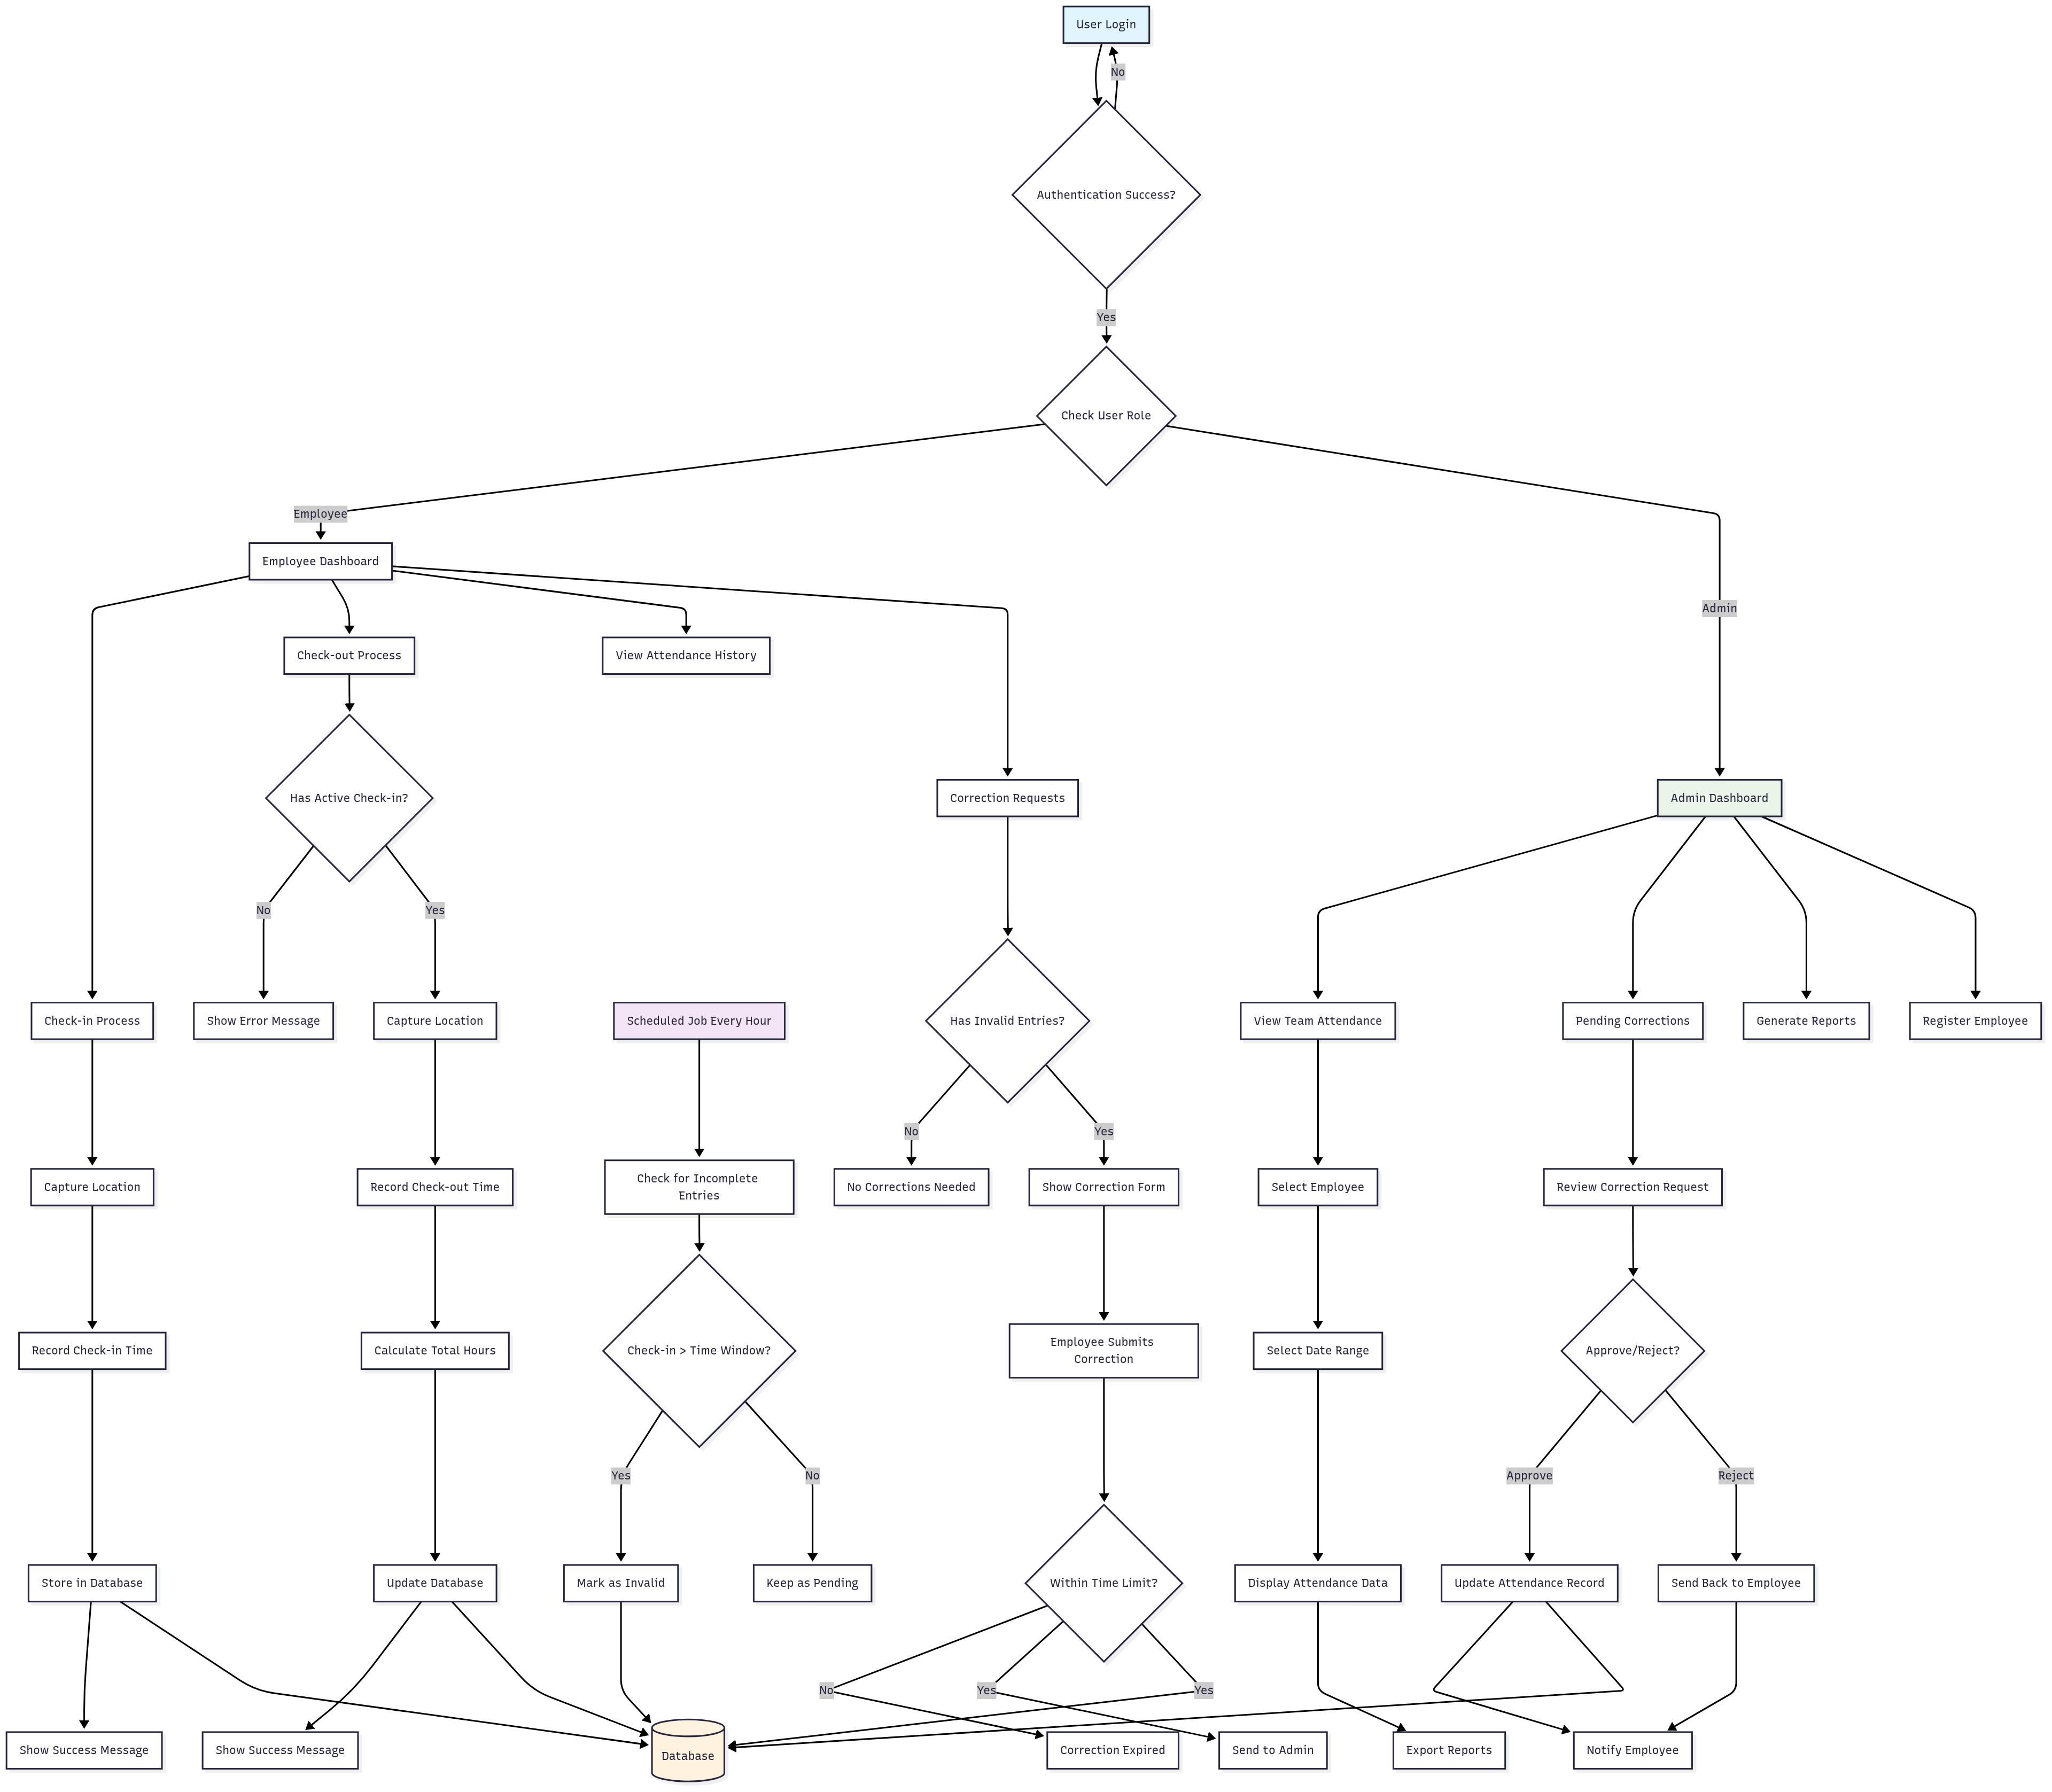 User Login
No
Authentication Success?
Yes
Check User Role
Employee
Employee Dashboard
Admin
Check-out Process
View Attendance History
Has Active Check-in?
Correction Requests
Admin Dashboard
No
Yes
Check-in Process
Show Error Message
Capture Location
Scheduled Job Every Hour
Has Invalid Entries?
View Team Attendance
Pending Corrections
Generate Reports
Register Employee
No
Yes
Capture Location
Record Check-out Time
Check for Incomplete
Entries
No Corrections Needed
Show Correction Form
Select Employee
Review Correction Request
Record Check-in Time
Calculate Total Hours
Check-in > Time Window?
Employee Submits
Correction
Select Date Range
Approve/Reject?
Yes
No
Approve
Reject
Store in Database
Update Database
Mark as Invalid
Keep as Pending
Within Time Limit?
Display Attendance Data
Update Attendance Record
Send Back to Employee
No
Yes
Yes
Show Success Message
Show Success Message
Database
Correction Expired
Send to Admin
Export Reports
Notify Employee